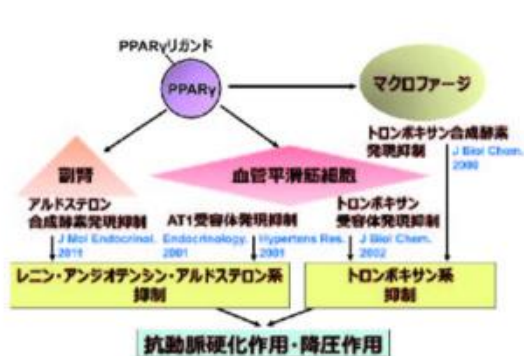 PPARγリガンド
PPARγ
マクロファージ
トロンボキサン合成酵素
発現抑制
J Biol Chem.
2000
副腎
血管平滑筋細胞
アルドステロン
合成酵素発現抑制
AT1受容体発現抑制
トロンボキサン
受容体発現抑制
J Mol Endocrinol.
2011
Endocrinology.
2001
Hypertens Res.
2001
J Biol Chem.
2002
レニン・アンジオテンシン・アルドステロン系
抑制
トロンボキサン系
抑制
抗動脈硬化作用・降圧作用